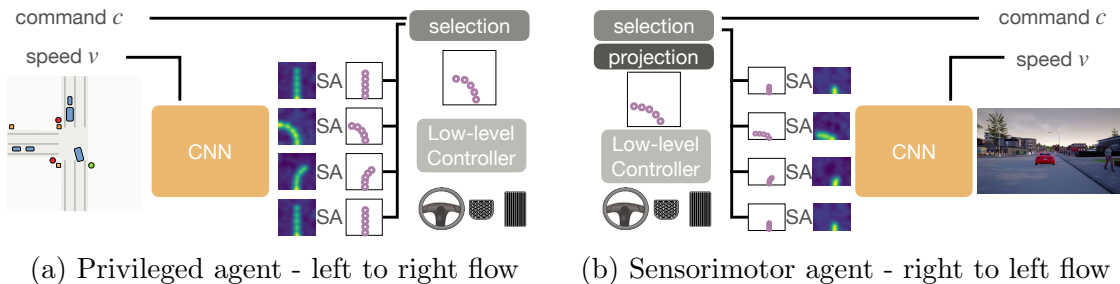 command c
speed v
CNN
SA
SA
SA
SA
selection
Low-level
Controller
(a) Privileged agent - left to right flow
selection
projection
Low-level
Controller
SA
SA
SA
SA
CNN
command c
speed v
(b) Sensorimotor agent - right to left flow